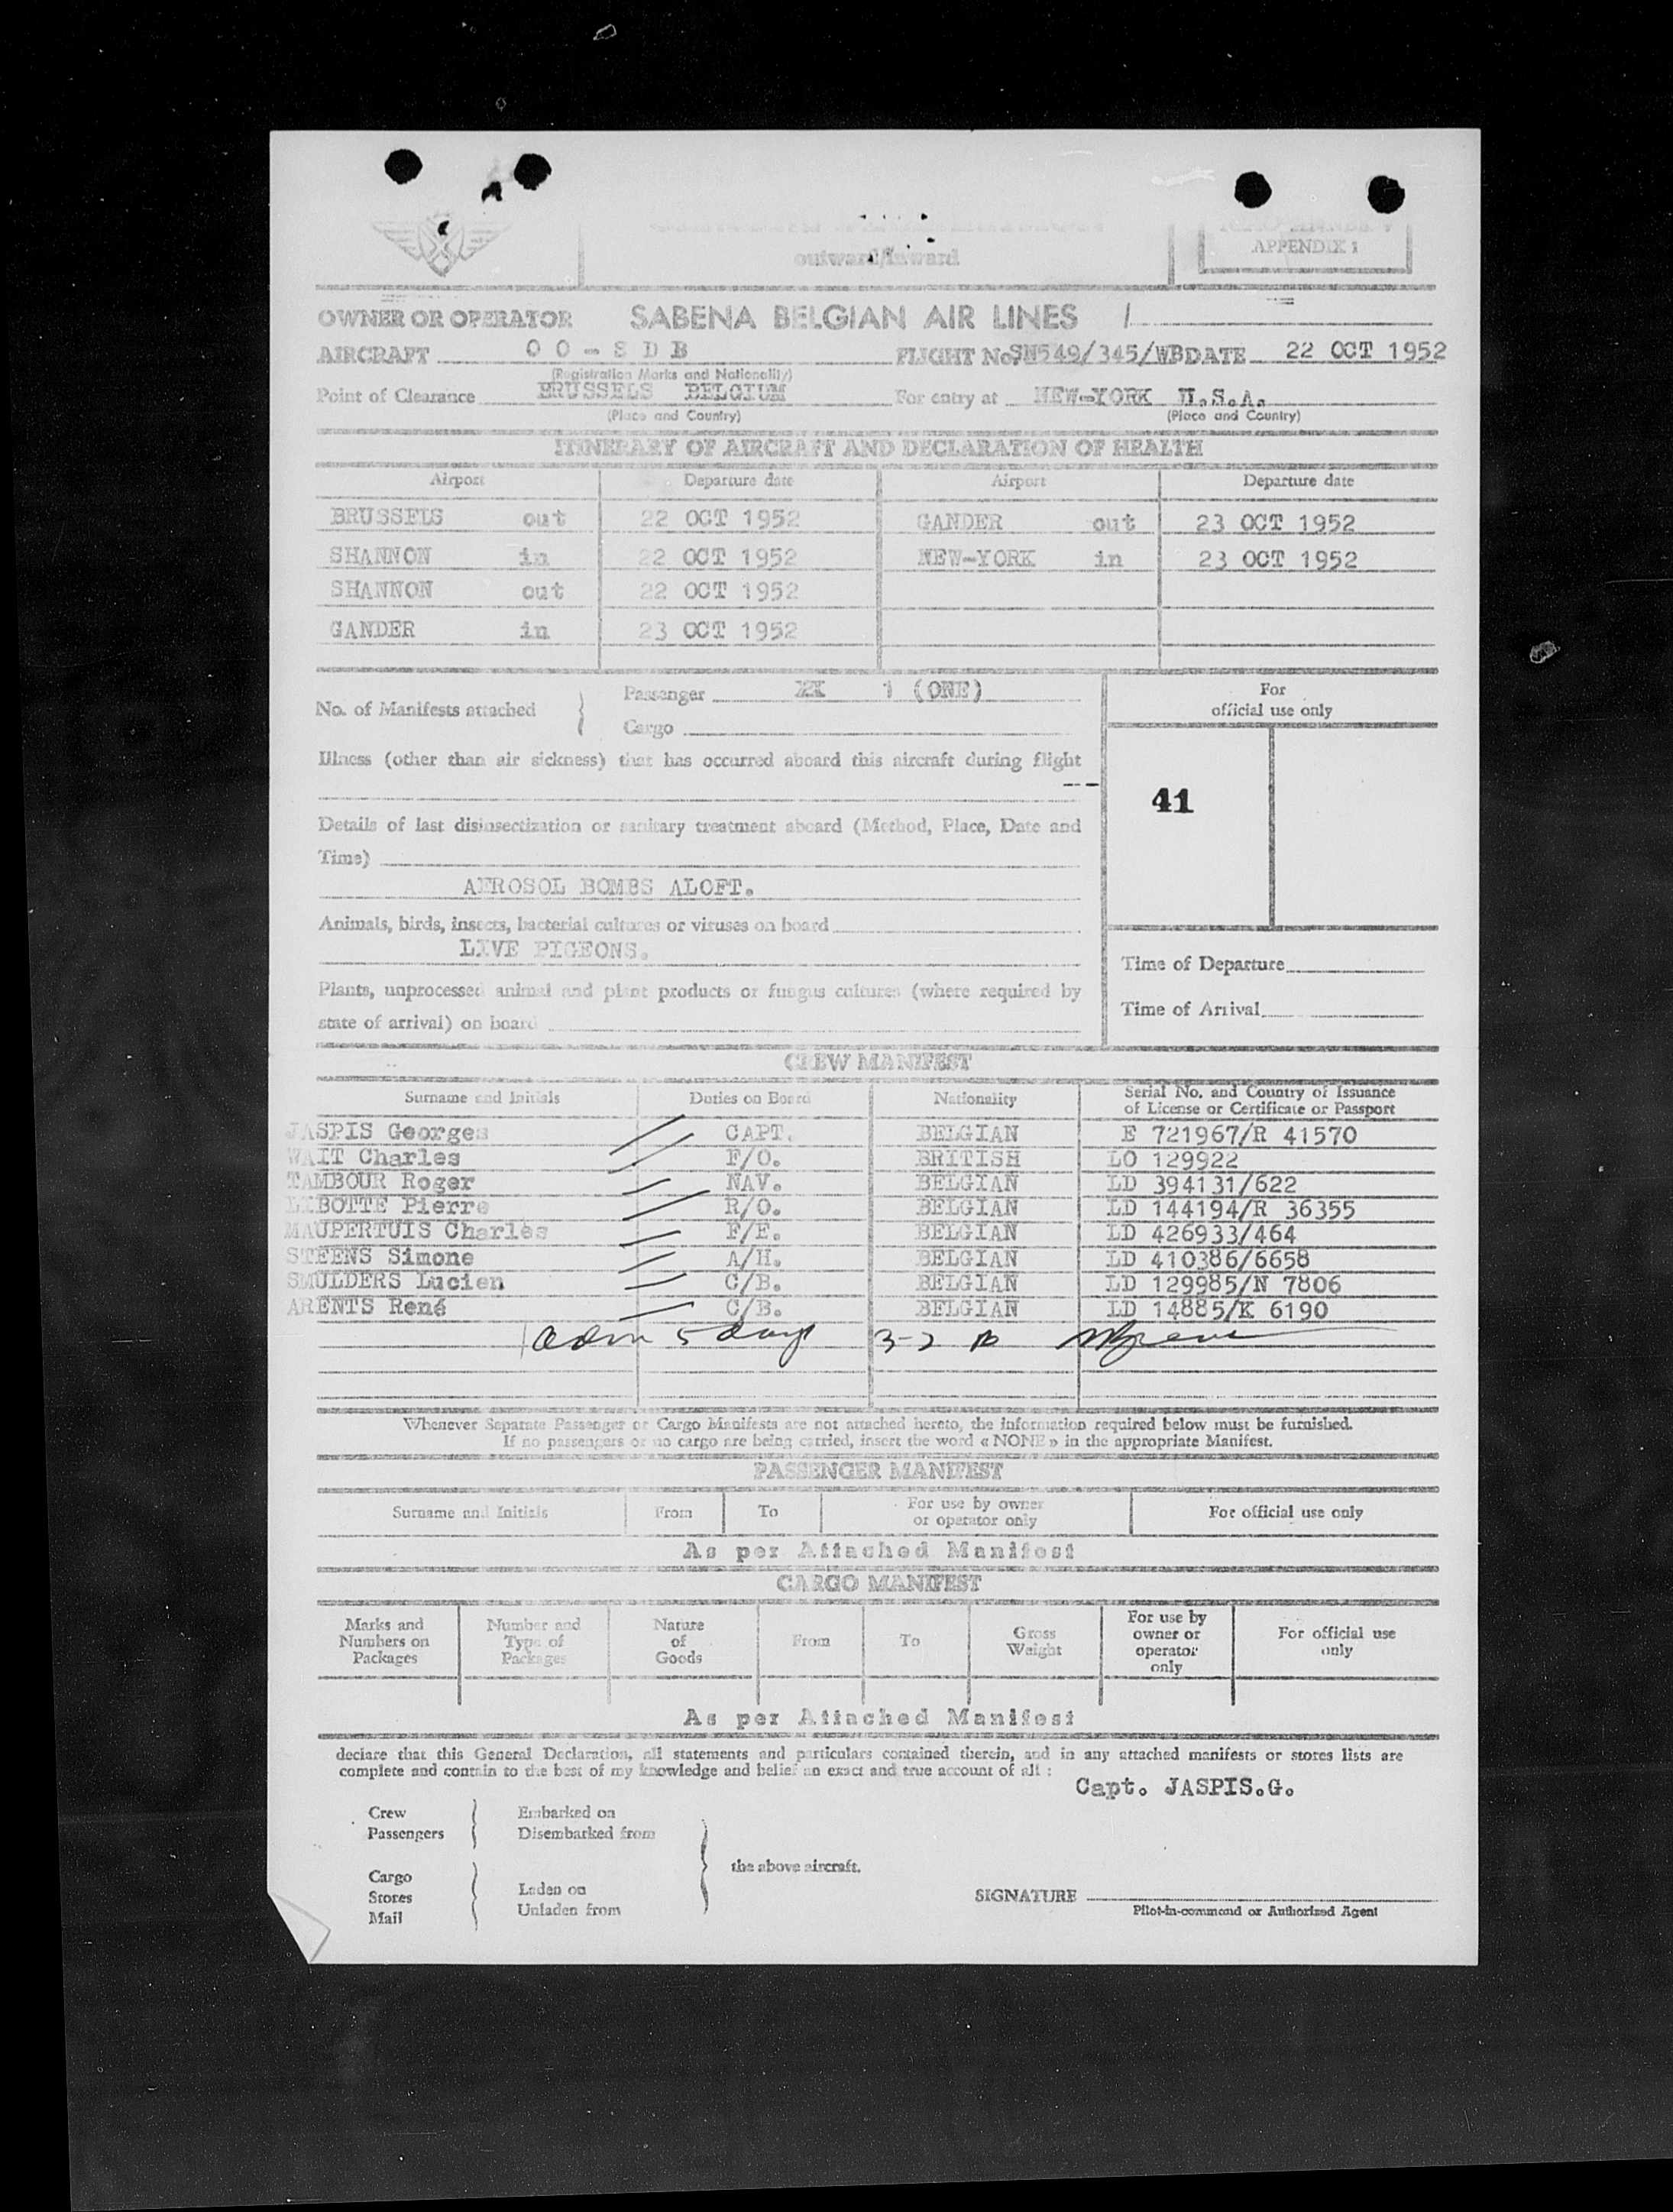 outward/inward
APPENDIX 1
OWNER OR OPERATOR SABENA BELGIAN AIR LINES /
AIRCRAFT OO-SDB FLIGHT No. SN549/345/WB DATE 22 OCT 1952
(Registration Marks and Nationality)
Point of Clearance BRUSSELS BELGIUM For entry at NEW-YORK U.S.A.
(Place and Country) (Place and Country)
ITINERARY OF AIRCRAFT AND DECLARATION OF HEALTH
Airport Departure date Airport Departure date
BRUSSELS out 22 OCT 1952 GANDER out 23 OCT 1952
SHANNON in 22 OCT 1952 NEW-YORK in 23 OCT 1952
SHANNON out 22 OCT 1952
GANDER in 23 OCT 1952
No. of Manifests attached { Passenger XX 1 (ONE)
Cargo
For
official use only
Illness (other than air sickness) that has occurred aboard this aircraft during flight
---
41
Details of last disinsectization or sanitary treatment aboard (Method, Place, Date and
Time)
AEROSOL BOMBS ALOFT.
Animals, birds, insects, bacterial cultures or viruses on board
LIVE PIGEONS.
Time of Departure
Plants, unprocessed animal and plant products or fungus cultures (where required by
Time of Arrival
state of arrival) on board
CREW MANIFEST
Surname and Initials Duties on Board Nationality Serial No. and Country of Issuance
of License or Certificate or Passport
JASPIS Georges CAPT. BELGIAN E 721967/R 41570
WAIT Charles F/O. BRITISH LO 129922
TAMBOUR Roger NAV. BELGIAN LD 394131/622
LIBOTTE Pierre R/O. BELGIAN LD 144194/R 36355
MAUPERTUIS Charles F/E. BELGIAN LD 426933/464
STEENS Simone A/H. BELGIAN LD 410386/6658
SMULDERS Lucien C/B. BELGIAN LD 129985/N 7806
ARENTS René C/B. BELGIAN LD 14885/K 6190
adm 5 days 3-2
Whenever Separate Passenger or Cargo Manifests are not attached hereto, the information required below must be furnished.
If no passengers or no cargo are being carried, insert the word « NONE » in the appropriate Manifest.
PASSENGER MANIFEST
Surname and Initials From To For use by owner or operator only For official use only
As per Attached Manifest
CARGO MANIFEST
Marks and Numbers on Packages Number and Type of Packages Nature of Goods From To Gross Weight For use by owner or operator only For official use only
As per Attached Manifest
declare that this General Declaration, all statements and particulars contained therein, and in any attached manifests or stores lists are
complete and contain to the best of my knowledge and belief an exact and true account of all :
Capt. JASPIS.G.
Crew Embarked on
Passengers Disembarked from
the above aircraft.
Cargo
Stores Laden on
Mail Unladen from
SIGNATURE
Pilot-in-command or Authorized Agent